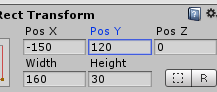 ect Transform
Pos X Pos Y Pos Z
-150 120 0
Width Height
160 30 R